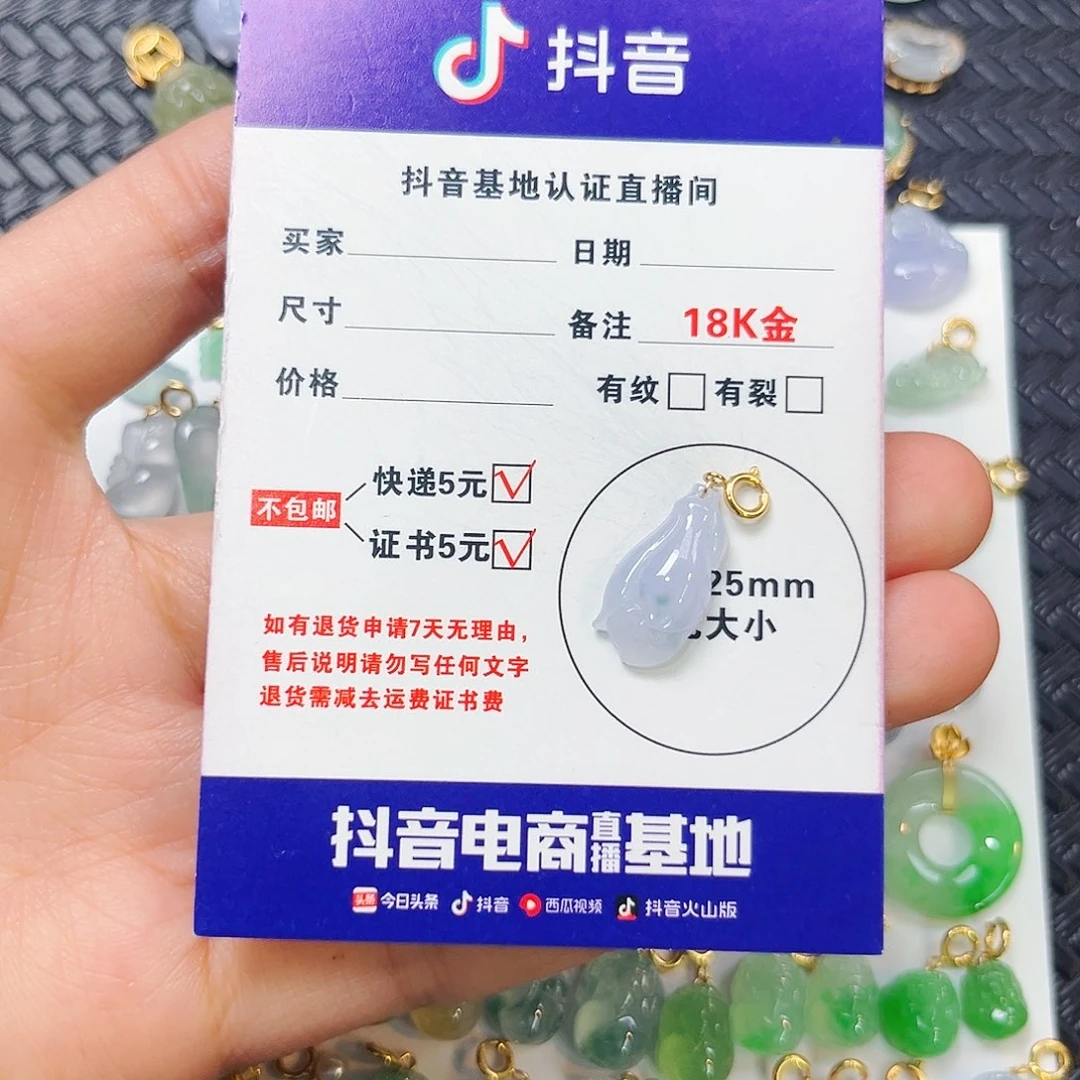 抖音
抖音基地认证直播间
买家 日期
尺寸 备注 18K金
价格 有纹 有裂
不包邮 快递5元
证书5元
25mm
大小
如有退货申请7天无理由，
售后说明请勿写任何文字
退货需减去运费证书费
抖音电商直播基地
头条 今日头条 抖音 西瓜视频 抖音火山版